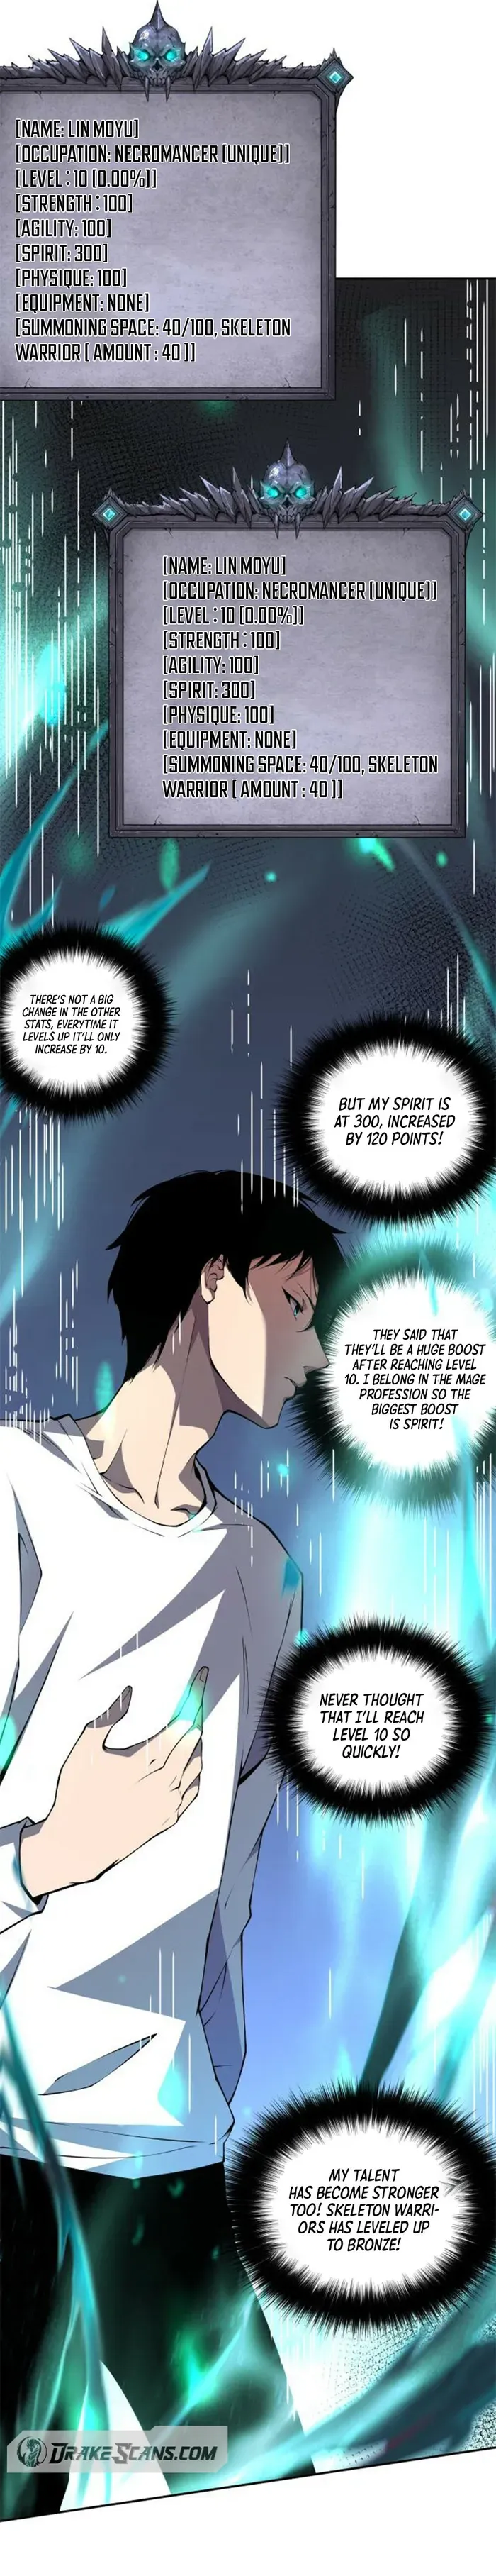 [NAME: LIN MOYU]
[OCCUPATION: NECROMANCER (UNIQUE)]
[LEVEL : 10 (0.00%)]
[STRENGTH : 100]
[AGILITY: 100]
[SPIRIT: 300]
[PHYSIQUE: 100]
[EQUIPMENT: NONE]
[SUMMONING SPACE: 40/100, SKELETON
WARRIOR ( AMOUNT : 40 )]
[NAME: LIN MOYU]
[OCCUPATION: NECROMANCER (UNIQUE)]
[LEVEL : 10 (0.00%)]
[STRENGTH : 100]
[AGILITY: 100]
[SPIRIT: 300]
[PHYSIQUE: 100]
[EQUIPMENT: NONE]
[SUMMONING SPACE: 40/100, SKELETON
WARRIOR ( AMOUNT : 40 )]
THERE'S NOT A BIG
CHANGE IN THE OTHER
STATS, EVERYTIME IT
LEVELS UP IT'LL ONLY
INCREASE BY 10.
BUT MY SPIRIT IS
AT 300, INCREASED
BY 120 POINTS!
THEY SAID THAT
THEY'LL BE A HUGE BOOST
AFTER REACHING LEVEL
10. I BELONG IN THE MAGE
PROFESSION SO THE
BIGGEST BOOST
IS SPIRIT!
NEVER THOUGHT
THAT I'LL REACH
LEVEL 10 SO
QUICKLY!
MY TALENT
HAS BECOME STRONGER
TOO! SKELETON WARRI-
ORS HAS LEVELED UP
TO BRONZE!
DRAKESCANS.COM